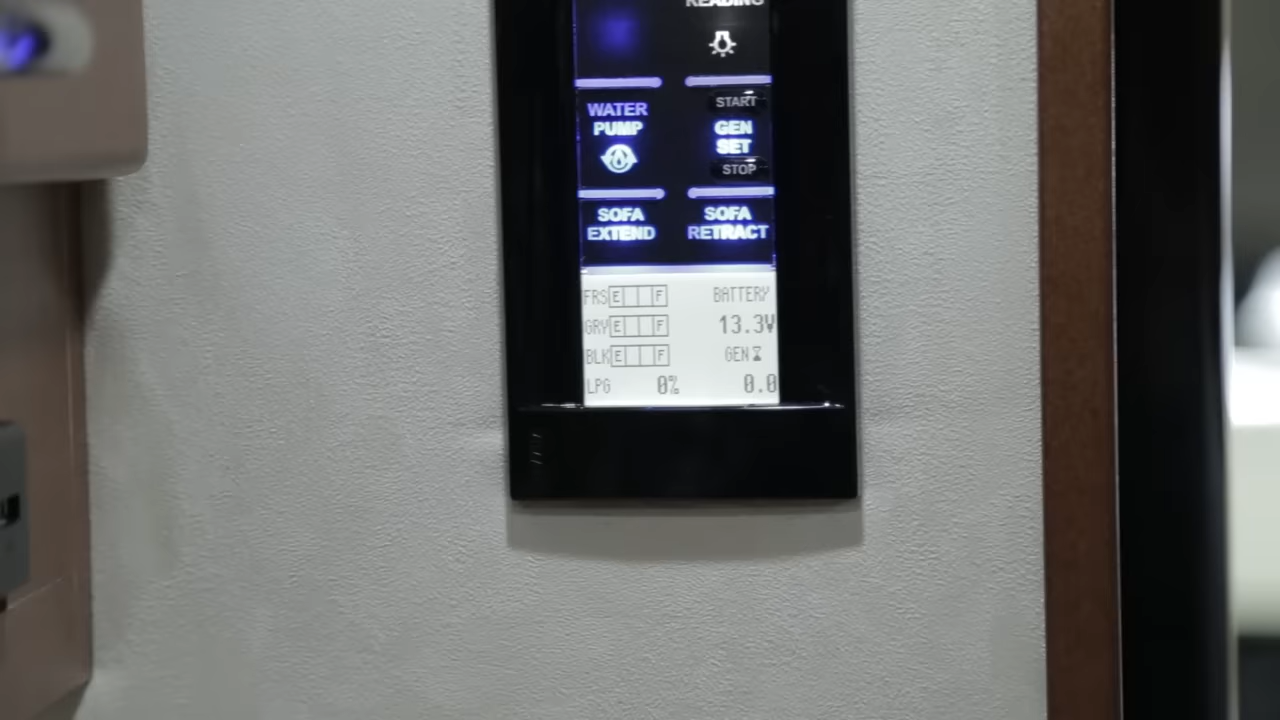 READING
WATER
PUMP
START
GEN
SET
STOP
SOFA
EXTEND
SOFA
RETRACT
FRS E F
BATTERY
GRY E F
13.3V
BLK E F
GEN
LPG 0%
0.0